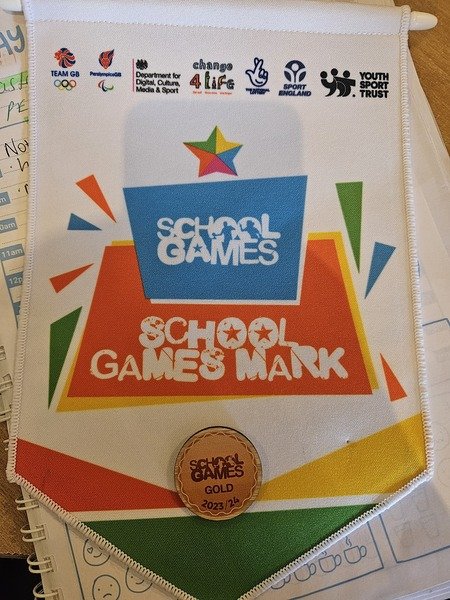 TEAM GB
ParalympicsGB
Department for
Digital, Culture,
Media & Sport
change
4 life
SPORT
ENGLAND
YOUTH
SPORT
TRUST
SCHOOL
GAMES
SCHOOL
GAMES MARK
SCHOOL
GAMES
GOLD
2023/24
11am